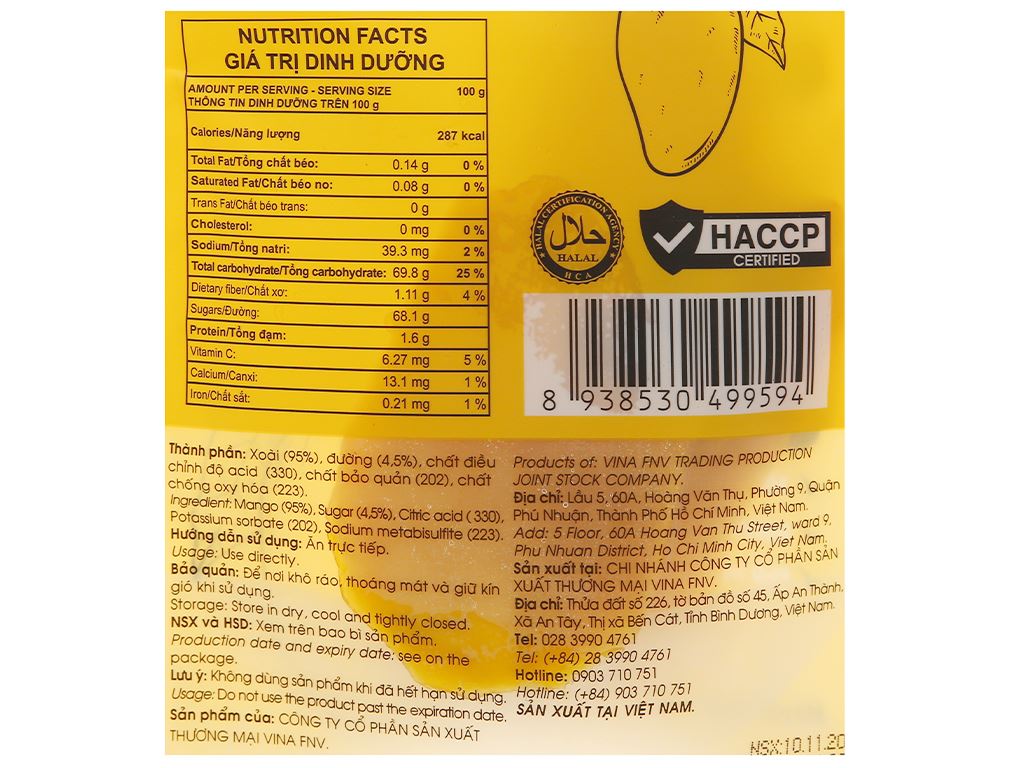 NUTRITION FACTS
GIÁ TRỊ DINH DƯỠNG
AMOUNT PER SERVING - SERVING SIZE 100 g
THÔNG TIN DINH DƯỠNG TRÊN 100 g
Calories/Năng lượng 287 kcal
Total Fat/Tổng chất béo: 0.14 g 0 %
Saturated Fat/Chất béo no: 0.08 g 0 %
Trans Fat/Chất béo trans: 0 g
Cholesterol: 0 mg 0 %
Sodium/Tổng natri: 39.3 mg 2 %
Total carbohydrate/Tổng carbohydrate: 69.8 g 25 %
Dietary fiber/Chất xơ: 1.11 g 4 %
Sugars/Đường: 68.1 g
Protein/Tổng đạm: 1.6 g
Vitamin C: 6.27 mg 5 %
Calcium/Canxi: 13.1 mg 1 %
Iron/Chất sắt: 0.21 mg 1 %
HALAL CERTIFICATION AGENCY
حلال
HALAL
HCA
HACCP
CERTIFIED
8 938530 499594
Thành phần: Xoài (95%), đường (4,5%), chất điều
chỉnh độ acid (330), chất bảo quản (202), chất
chống oxy hóa (223).
Ingredient: Mango (95%), Sugar (4,5%), Citric acid (330),
Potassium sorbate (202), Sodium metabisulfite (223).
Hướng dẫn sử dụng: Ăn trực tiếp.
Usage: Use directly.
Bảo quản: Để nơi khô ráo, thoáng mát và giữ kín
gió khi sử dụng.
Storage: Store in dry, cool and tightly closed.
NSX và HSD: Xem trên bao bì sản phẩm.
Production date and expiry date: see on the
package.
Lưu ý: Không dùng sản phẩm khi đã hết hạn sử dụng.
Usage: Do not use the product past the expiration date.
Sản phẩm của: CÔNG TY CỔ PHẦN SẢN XUẤT
THƯƠNG MẠI VINA FNV.
Products of: VINA FNV TRADING PRODUCTION
JOINT STOCK COMPANY.
Địa chỉ: Lầu 5, 60A, Hoàng Văn Thụ, Phường 9, Quận
Phú Nhuận, Thành Phố Hồ Chí Minh, Việt Nam.
Add: 5 Floor, 60A Hoang Van Thu Street, ward 9,
Phu Nhuan District, Ho Chi Minh City, Viet Nam.
Sản xuất tại: CHI NHÁNH CÔNG TY CỔ PHẦN SẢN
XUẤT THƯƠNG MẠI VINA FNV.
Địa chỉ: Thửa đất số 226, tờ bản đồ số 45, Ấp An Thành,
Xã An Tây, Thị xã Bến Cát, Tỉnh Bình Dương, Việt Nam.
Tel: 028 3990 4761
Tel: (+84) 28 3990 4761
Hotline: 0903 710 751
Hotline: (+84) 903 710 751
SẢN XUẤT TẠI VIỆT NAM.
NSX:10.11.20